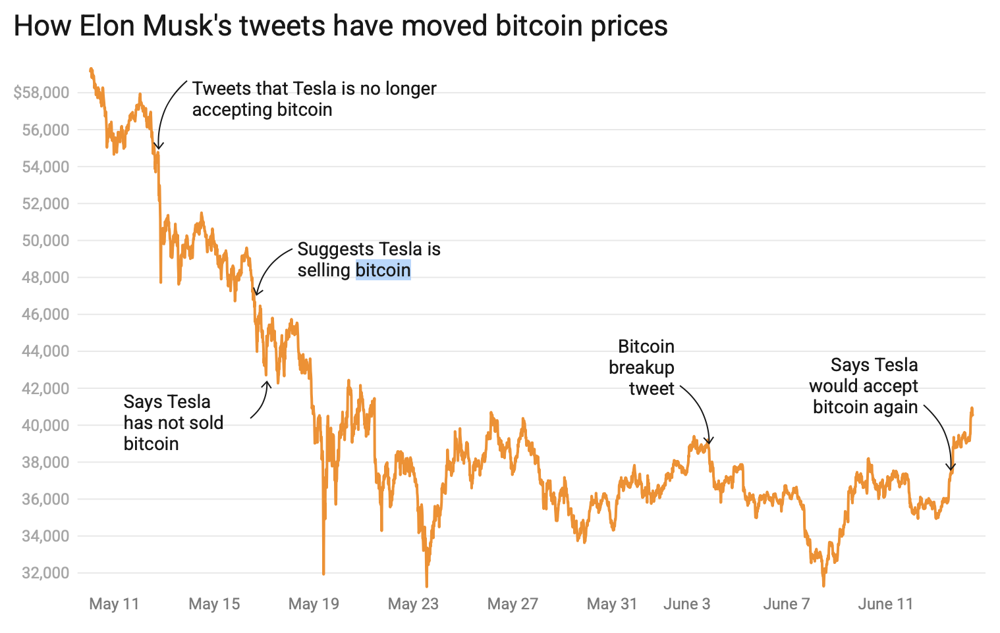 How Elon Musk's tweets have moved bitcoin prices
$58,000
Tweets that Tesla is no longer
accepting bitcoin
56,000
54,000
52,000
50,000
Suggests Tesla is
selling bitcoin
48,000
46,000
44,000
Bitcoin
breakup
tweet
Says Tesla
would accept
bitcoin again
42,000
Says Tesla
has not sold
bitcoin
40,000
38,000
36,000
34,000
32,000
May 11
May 15
May 19
May 23
May 27
May 31
June 3
June 7
June 11